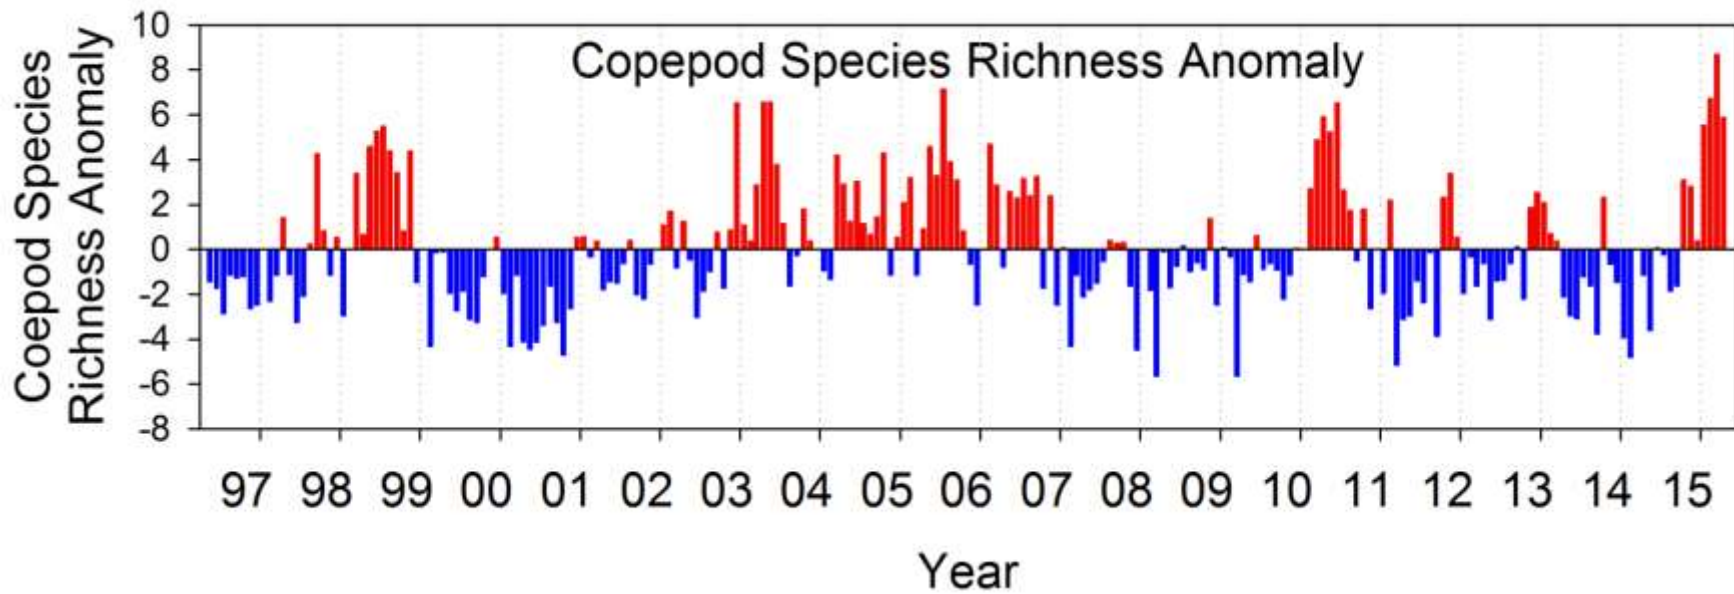 Copepod Species Richness Anomaly
Coepod Species
Richness Anomaly
10
8
6
4
2
0
-2
-4
-6
-8
97 98 99 00 01 02 03 04 05 06 07 08 09 10 11 12 13 14 15
Year